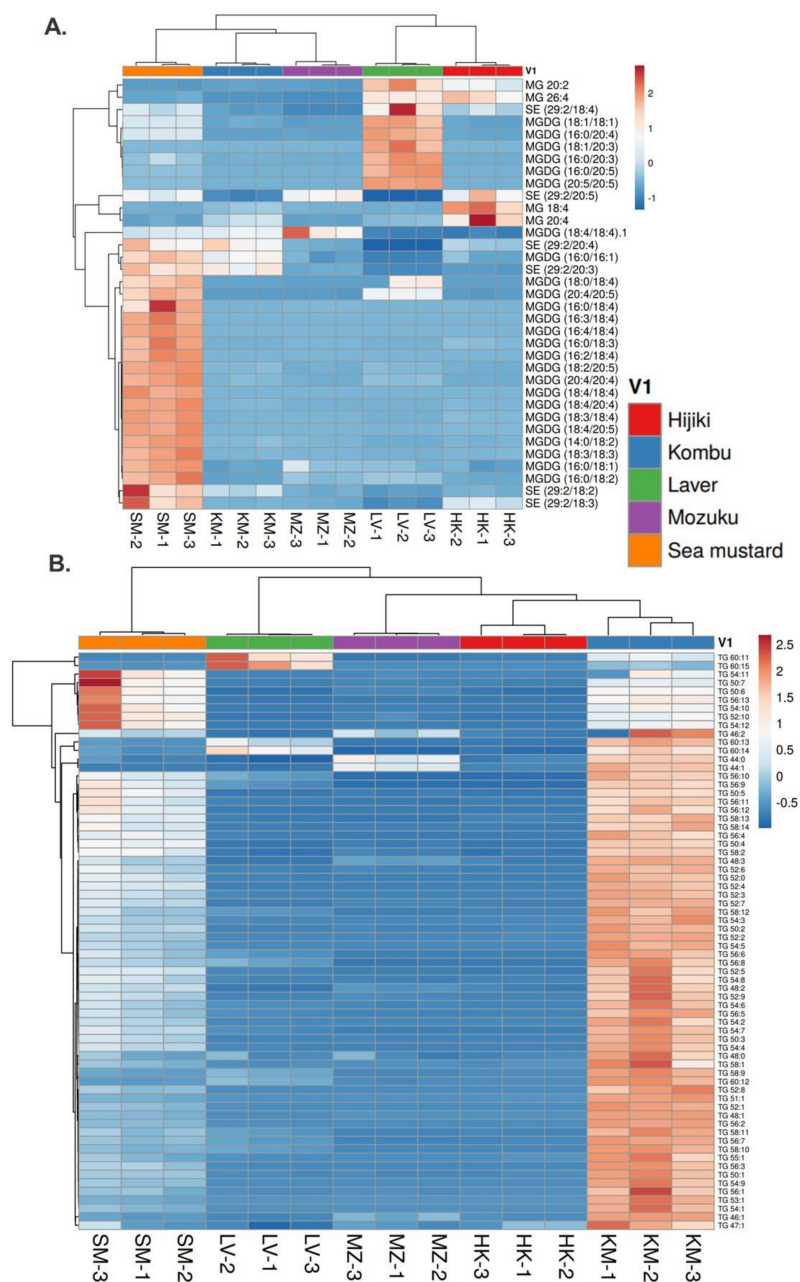 A.
V1
MG 20:2
MG 26:4
SE (29:2/18:4)
MGDG (18:1/18:1)
MGDG (16:0/20:4)
MGDG (18:1/20:3)
MGDG (16:0/20:3)
MGDG (16:0/20:5)
MGDG (20:5/20:5)
SE (29:2/20:5)
MG 18:4
MG 20:4
MGDG (18:4/18:4).1
SE (29:2/20:4)
MGDG (16:0/16:1)
SE (29:2/20:3)
MGDG (18:0/18:4)
MGDG (20:4/20:5)
MGDG (16:0/18:4)
MGDG (16:3/18:4)
MGDG (16:4/18:4)
MGDG (16:0/18:3)
MGDG (16:2/18:4)
MGDG (18:2/20:5)
MGDG (20:4/20:4)
MGDG (18:4/18:4)
MGDG (18:4/20:4)
MGDG (18:3/18:4)
MGDG (18:4/20:5)
MGDG (14:0/18:2)
MGDG (18:3/18:3)
MGDG (16:0/18:1)
MGDG (16:0/18:2)
SE (29:2/18:2)
SE (29:2/18:3)
2
1
0
-1
SM-2
SM-1
SM-3
KM-1
KM-2
KM-3
MZ-3
MZ-1
MZ-2
LV-1
LV-2
LV-3
HK-2
HK-1
HK-3
V1
Hijiki
Kombu
Laver
Mozuku
Sea mustard
B.
V1
TG 60:11
TG 60:15
TG 54:11
TG 50:7
TG 50:6
TG 56:13
TG 54:10
TG 52:10
TG 54:12
TG 46:2
TG 60:13
TG 60:14
TG 44:0
TG 44:1
TG 56:10
TG 56:9
TG 50:5
TG 56:11
TG 56:12
TG 58:13
TG 58:14
TG 56:4
TG 50:4
TG 58:2
TG 48:3
TG 52:6
TG 52:0
TG 52:4
TG 52:3
TG 52:7
TG 58:12
TG 54:3
TG 50:2
TG 52:2
TG 54:5
TG 56:6
TG 56:8
TG 52:5
TG 54:8
TG 48:2
TG 52:9
TG 54:6
TG 56:5
TG 54:2
TG 54:7
TG 50:3
TG 54:4
TG 48:0
TG 58:1
TG 58:9
TG 60:12
TG 52:8
TG 51:1
TG 52:1
TG 48:1
TG 56:2
TG 58:11
TG 56:7
TG 58:10
TG 55:1
TG 56:3
TG 50:1
TG 54:9
TG 56:1
TG 53:1
TG 54:1
TG 46:1
TG 47:1
2.5
2
1.5
1
0.5
0
-0.5
SM-3
SM-1
SM-2
LV-2
LV-1
LV-3
MZ-3
MZ-1
MZ-2
HK-3
HK-1
HK-2
KM-1
KM-2
KM-3